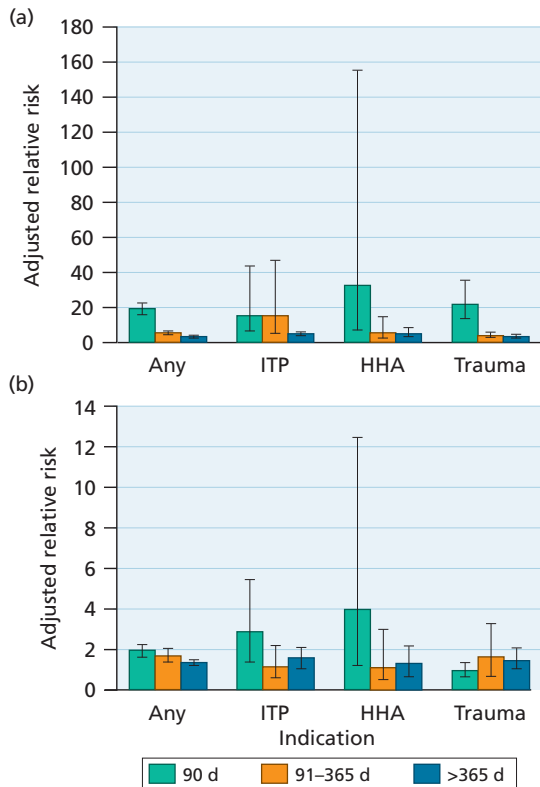 (a)
180
160
140
120
100
80
60
40
20
0
Adjusted relative risk
Any ITP HHA Trauma
(b)
14
12
10
8
6
4
2
0
Adjusted relative risk
Any ITP HHA Trauma
Indication
90 d 91–365 d >365 d